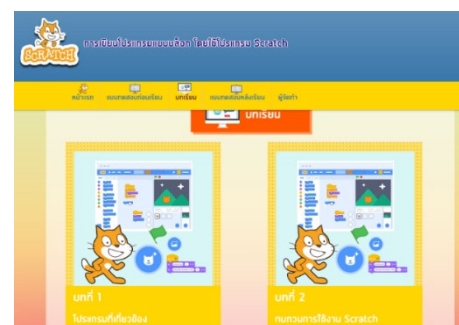 SCRATCH
การเขียนโปรแกรมแบบบล็อก โดยใช้โปรแกรม Scratch
หน้าแรก แบบทดสอบก่อนเรียน บทเรียน แบบทดสอบหลังเรียน ผู้จัดทำ
บทเรียน
บทที่ 1
โปรแกรมที่เกี่ยวข้อง
บทที่ 2
ทบทวนการใช้งาน Scratch